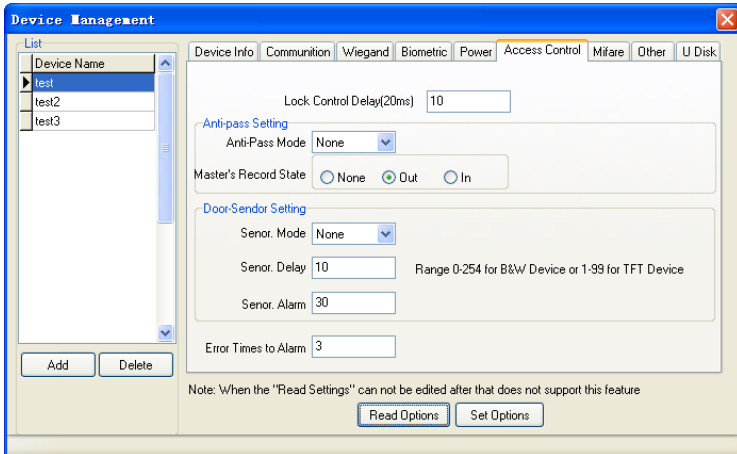 Device Management
List
Device Name
test
test2
test3
Add
Delete
Device Info
Communition
Wiegand
Biometric
Power
Access Control
Mifare
Other
U Disk
Lock Control Delay(20ms) 10
Anti-pass Setting
Anti-Pass Mode None
Master's Record State None Out In
Door-Sendor Setting
Senor. Mode None
Senor. Delay 10 Range 0-254 for B&W Device or 1-99 for TFT Device
Senor. Alarm 30
Error Times to Alarm 3
Note: When the "Read Settings" can not be edited after that does not support this feature
Read Options
Set Options